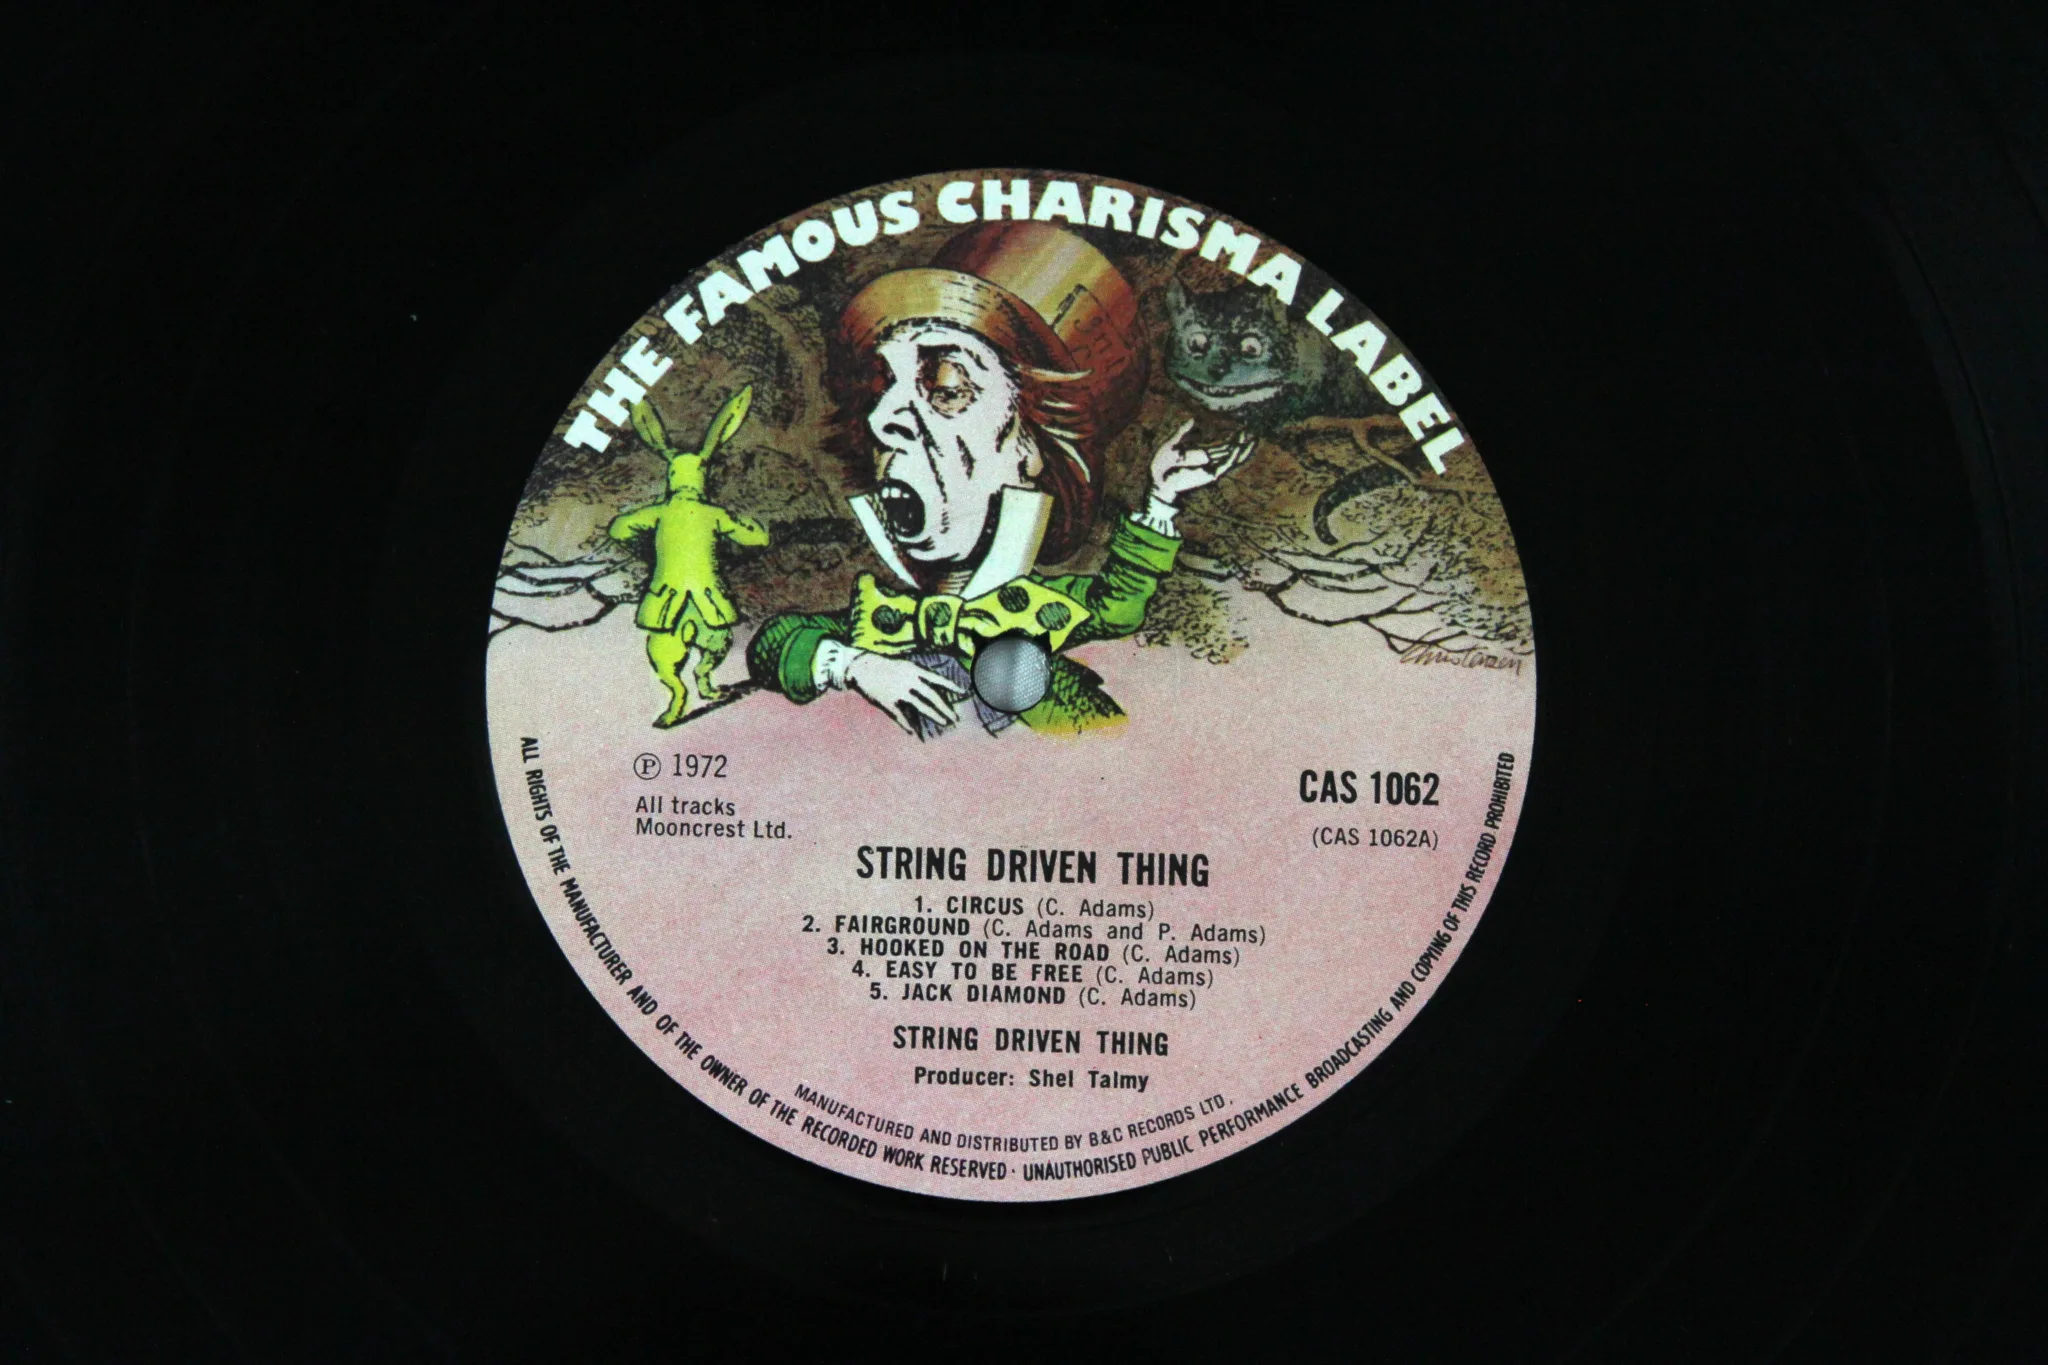 THE FAMOUS CHARISMA LABEL
Christensen
Ⓟ 1972
All tracks
Mooncrest Ltd.
CAS 1062
(CAS 1062A)
STRING DRIVEN THING
1. CIRCUS (C. Adams)
2. FAIRGROUND (C. Adams and P. Adams)
3. HOOKED ON THE ROAD (C. Adams)
4. EASY TO BE FREE (C. Adams)
5. JACK DIAMOND (C. Adams)
STRING DRIVEN THING
Producer: Shel Talmy
MANUFACTURED AND DISTRIBUTED BY B&C RECORDS LTD.
ALL RIGHTS OF THE MANUFACTURER AND OF THE OWNER OF THE RECORDED WORK RESERVED · UNAUTHORISED PUBLIC PERFORMANCE BROADCASTING AND COPYING OF THIS RECORD PROHIBITED